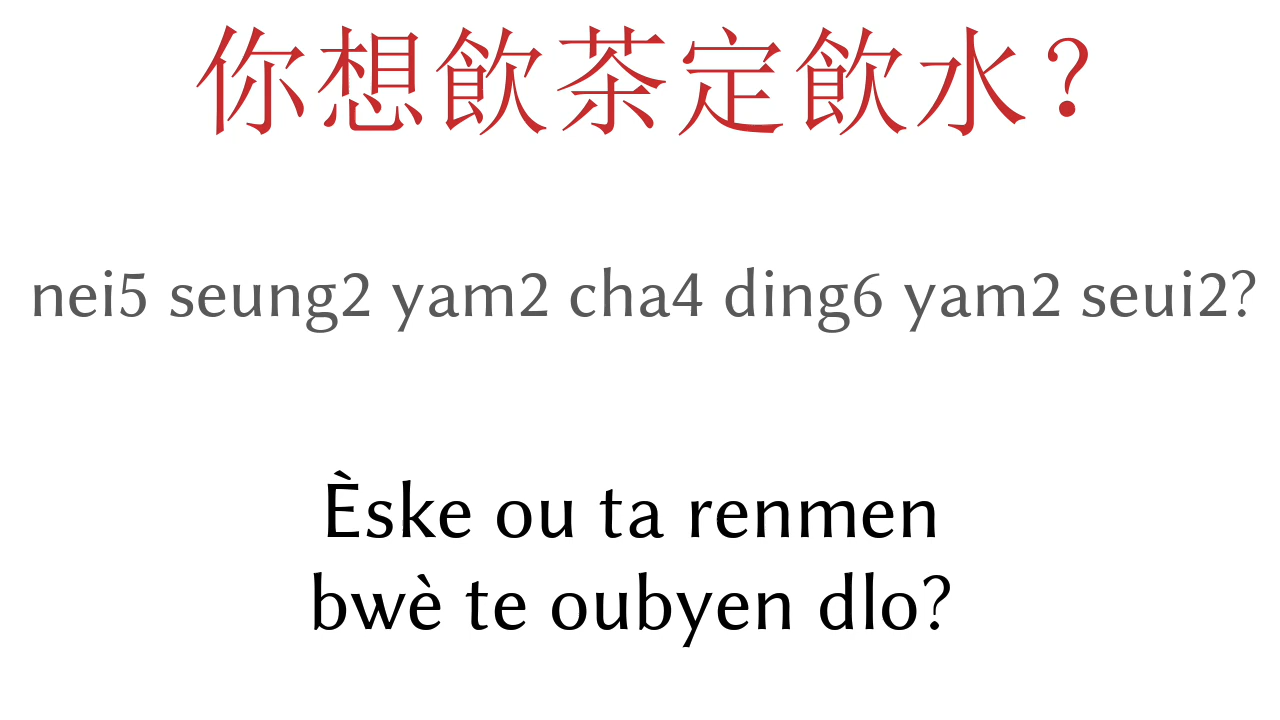 你想飲茶定飲水？
nei5 seung2 yam2 cha4 ding6 yam2 seui2?
Èske ou ta renmen
bwè te oubyen dlo?